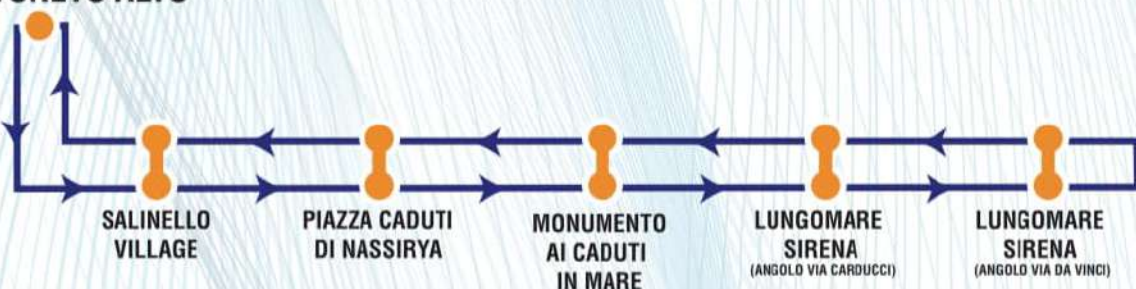 SALINELLO
VILLAGE
PIAZZA CADUTI
DI NASSIRYA
MONUMENTO
AI CADUTI
IN MARE
LUNGOMARE
SIRENA
(ANGOLO VIA CARDUCCI)
LUNGOMARE
SIRENA
(ANGOLO VIA DA VINCI)